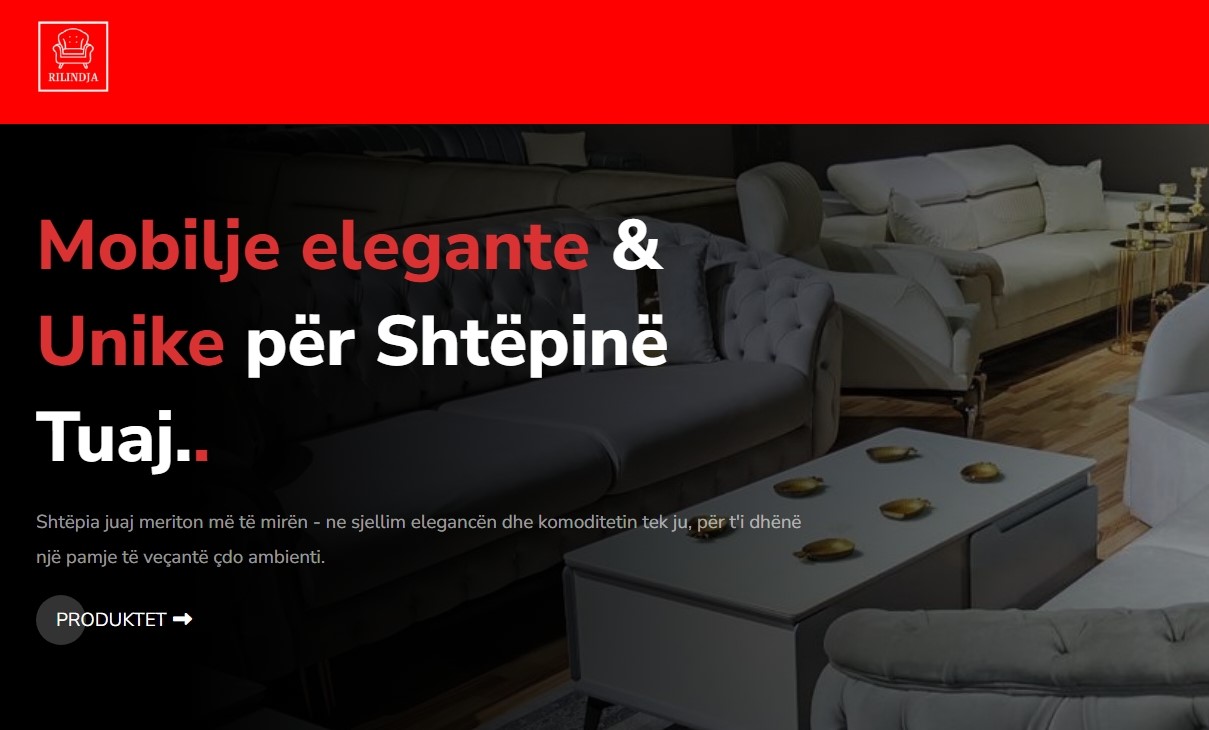 RILINDJA
Mobilje elegante &
Unike për Shtëpinë
Tuaj..
Shtëpia juaj meriton më të mirën - ne sjellim elegancën dhe komoditetin tek ju, për t'i dhënë
një pamje të veçantë çdo ambienti.
PRODUKTET